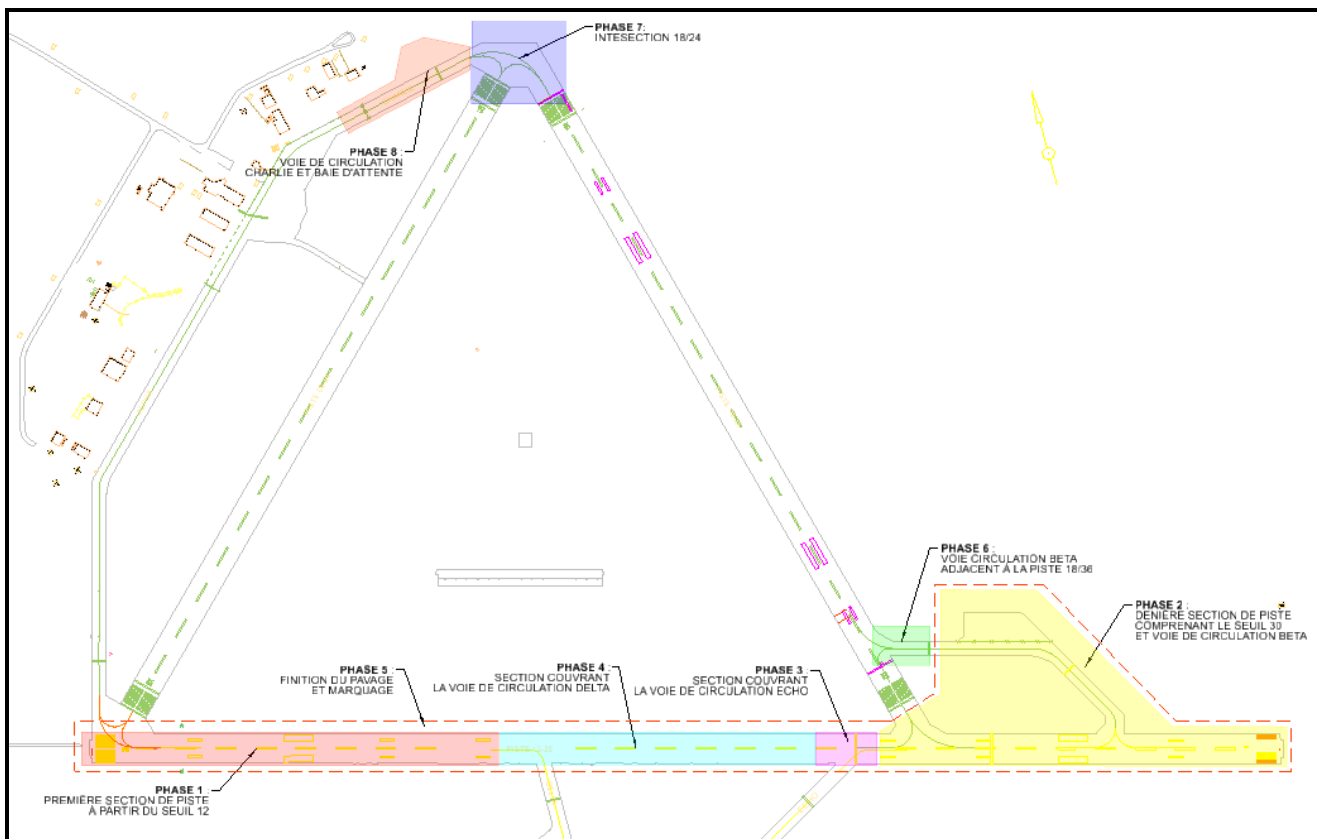 PHASE 7:
INTESECTION 18/24
PHASE 8 :
VOIE DE CIRCULATION
CHARLIE ET BAIE D'ATTENTE
PHASE 6 :
VOIE CIRCULATION BETA
ADJACENT À LA PISTE 18/36
PHASE 2 :
DENIÈRE SECTION DE PISTE
COMPRENANT LE SEUIL 30
ET VOIE DE CIRCULATION BETA
PHASE 5 :
FINITION DU PAVAGE
ET MARQUAGE
PHASE 4 :
SECTION COUVRANT
LA VOIE DE CIRCULATION DELTA
PHASE 3 :
SECTION COUVRANT
LA VOIE DE CIRCULATION ECHO
PHASE 1 :
PREMIÈRE SECTION DE PISTE
À PARTIR DU SEUIL 12